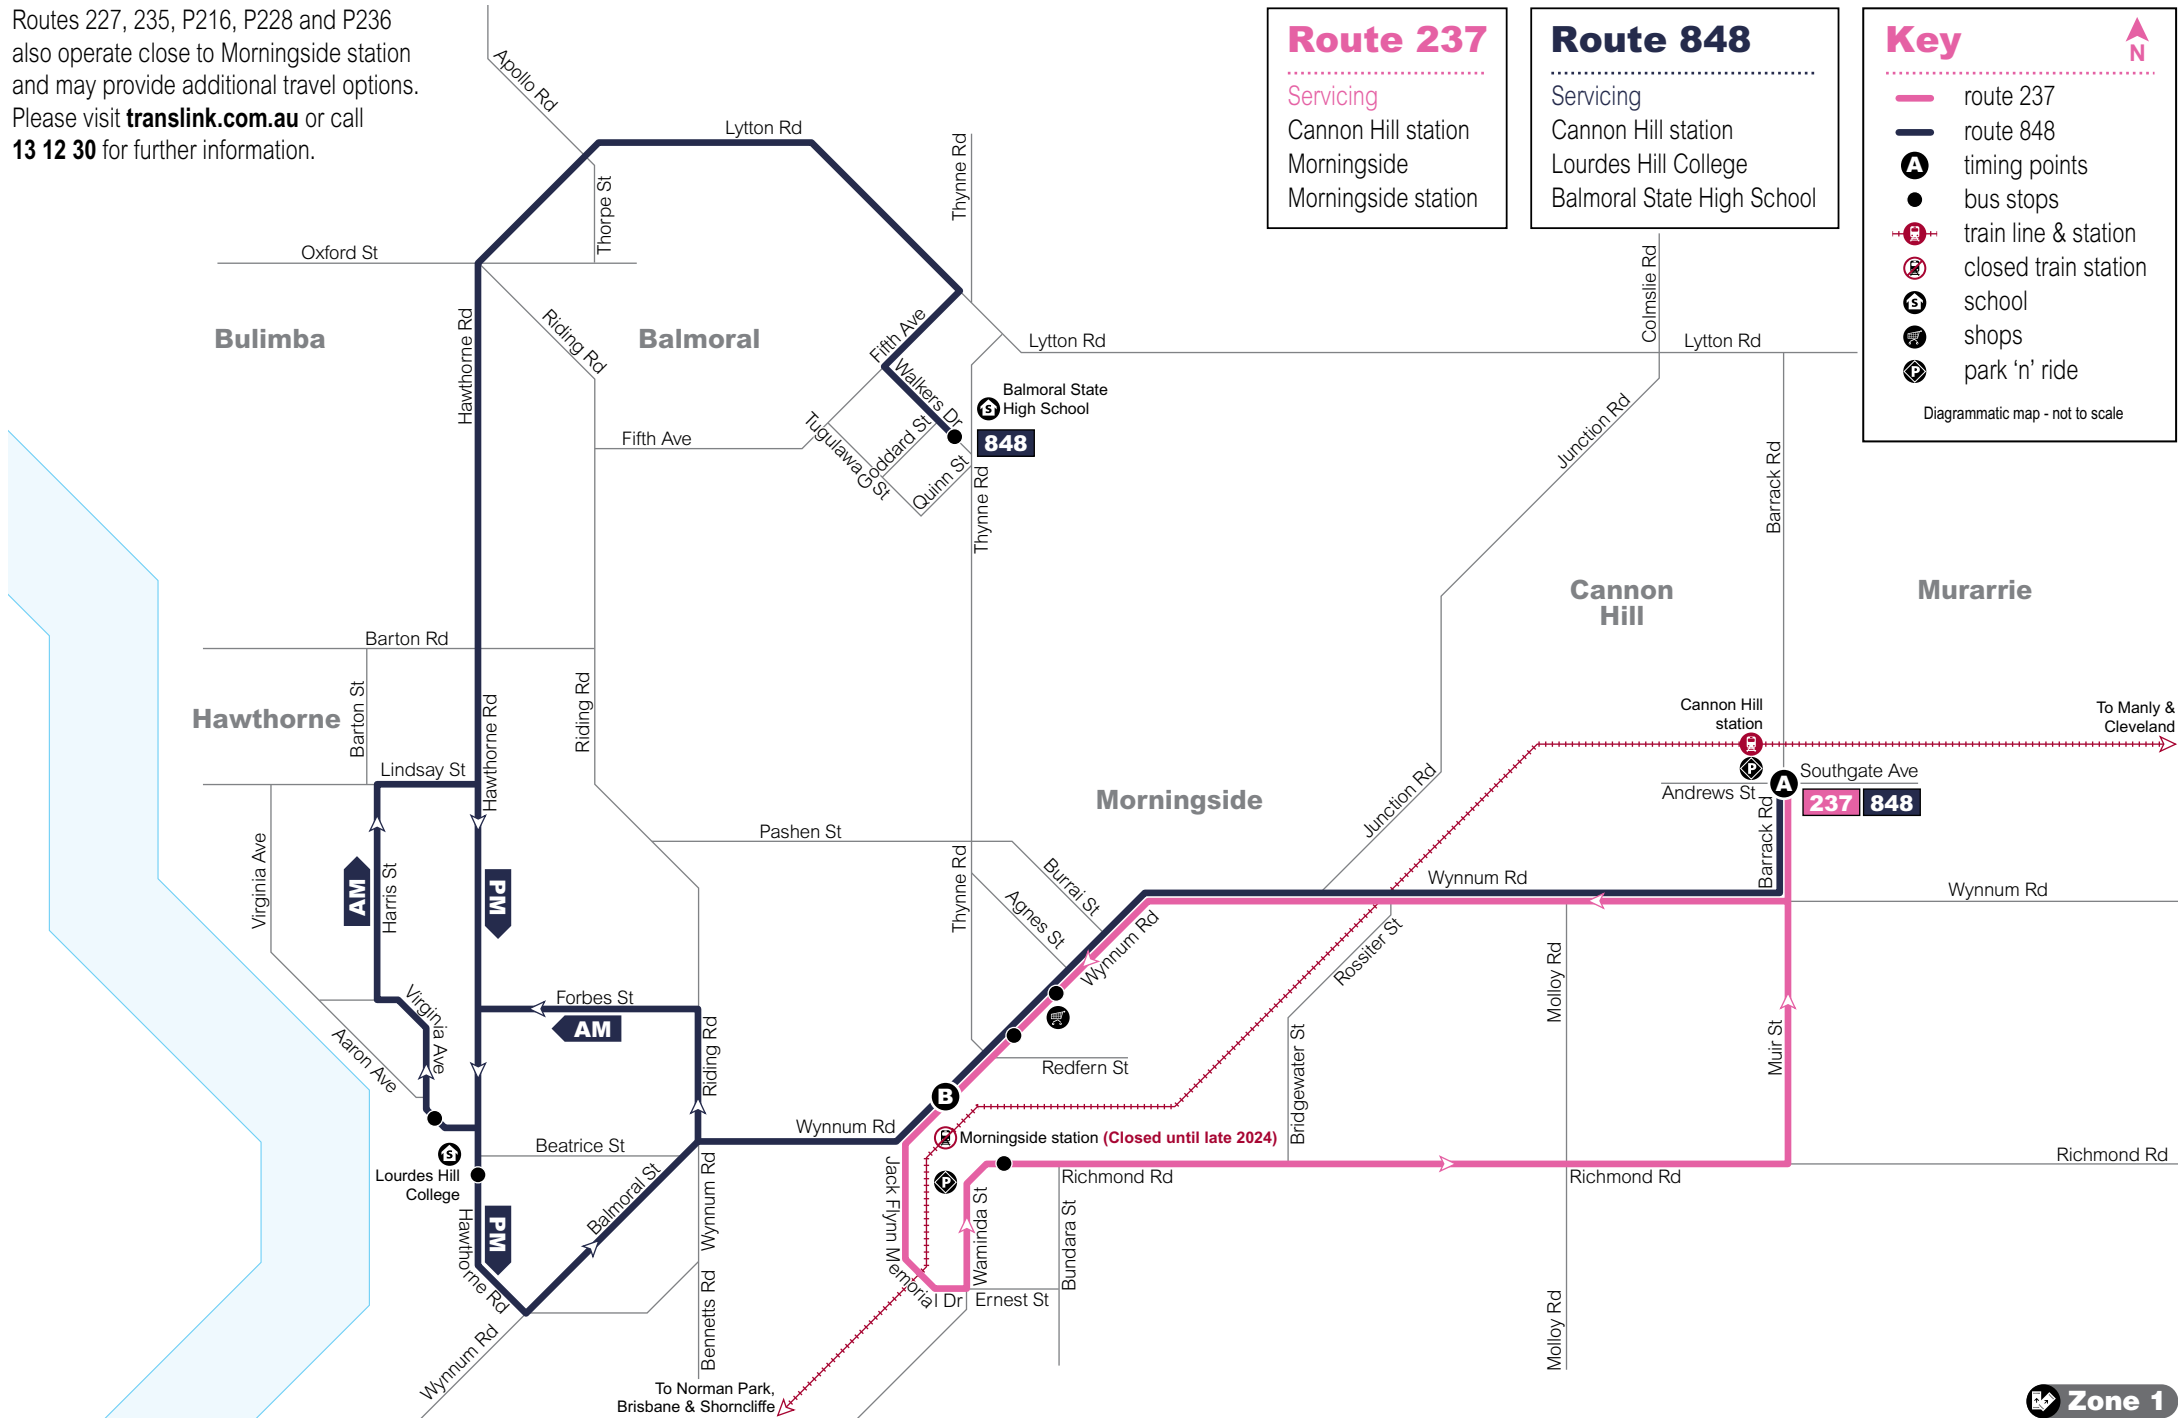 Routes 227, 235, P216, P228 and P236
also operate close to Morningside station
and may provide additional travel options.
Please visit translink.com.au or call
13 12 30 for further information.
Route 237
Servicing
Cannon Hill station
Morningside
Morningside station
Route 848
Servicing
Cannon Hill station
Lourdes Hill College
Balmoral State High School
Key
N
route 237
route 848
A timing points
bus stops
train line & station
closed train station
S school
shops
P park 'n' ride
Diagrammatic map - not to scale
Apollo Rd
Lytton Rd
Thynne Rd
Thorpe St
Oxford St
Colmslie Rd
Bulimba
Hawthorne Rd
Riding Rd
Balmoral
Fifth Ave
Lytton Rd
Lytton Rd
Walkers Dr
S
Balmoral State
High School
848
Fifth Ave
Tugulawa St
Goddard St
Quinn St
Thynne Rd
Junction Rd
Barrack Rd
Cannon
Hill
Murarrie
Barton Rd
Hawthorne
Barton St
Hawthorne Rd
Riding Rd
Cannon Hill
station
To Manly &
Cleveland
Lindsay St
P
A
Southgate Ave
Andrews St
237
848
Morningside
Junction Rd
Barrack Rd
Virginia Ave
Pashen St
Thynne Rd
Burrai St
Agnes St
Wynnum Rd
Wynnum Rd
AM
Harris St
PM
Wynnum Rd
Rossiter St
Molloy Rd
Forbes St
AM
Virginia Ave
Aaron Ave
Riding Rd
Redfern St
Bridgewater St
Muir St
B
Wynnum Rd
Morningside station (Closed until late 2024)
Beatrice St
S
Lourdes Hill
College
Balmoral St
Wynnum Rd
Jack Flynn Memorial Dr
P
Waminda St
Richmond Rd
Richmond Rd
Richmond Rd
Bundara St
PM
Hawthorne Rd
Ernest St
Bennetts Rd
Molloy Rd
Wynnum Rd
To Norman Park,
Brisbane & Shorncliffe
Zone 1